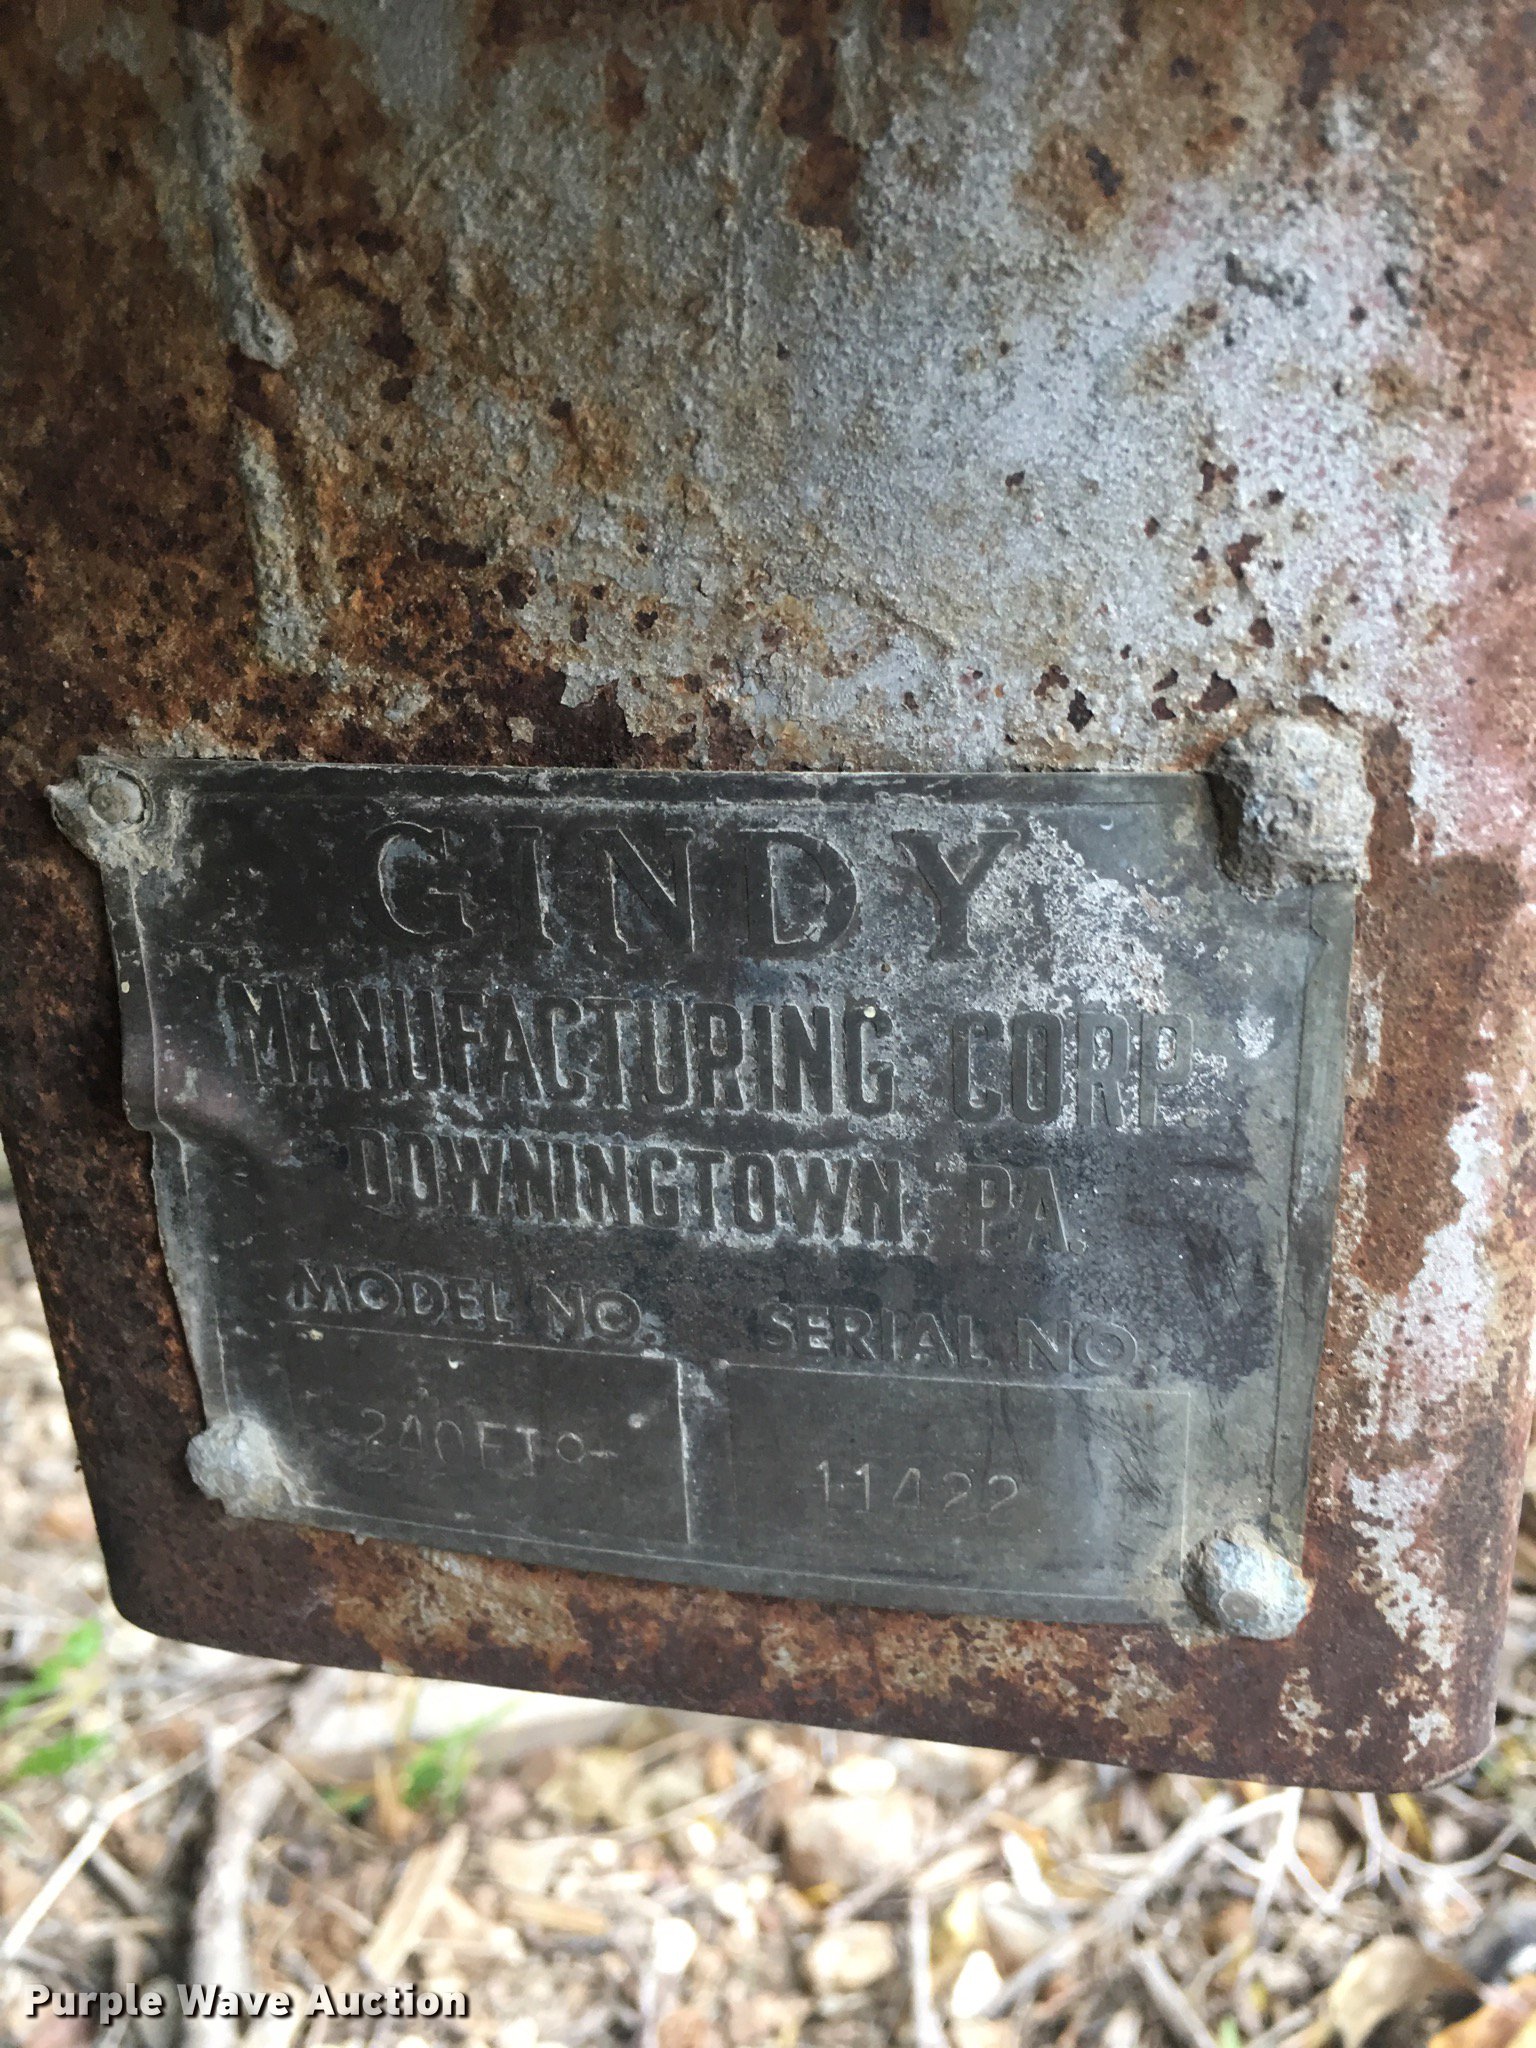 GINDY
MANUFACTURING CORP.
DOWNINGTOWN, PA.
MODEL NO. SERIAL NO.
11422
Purple Wave Auction